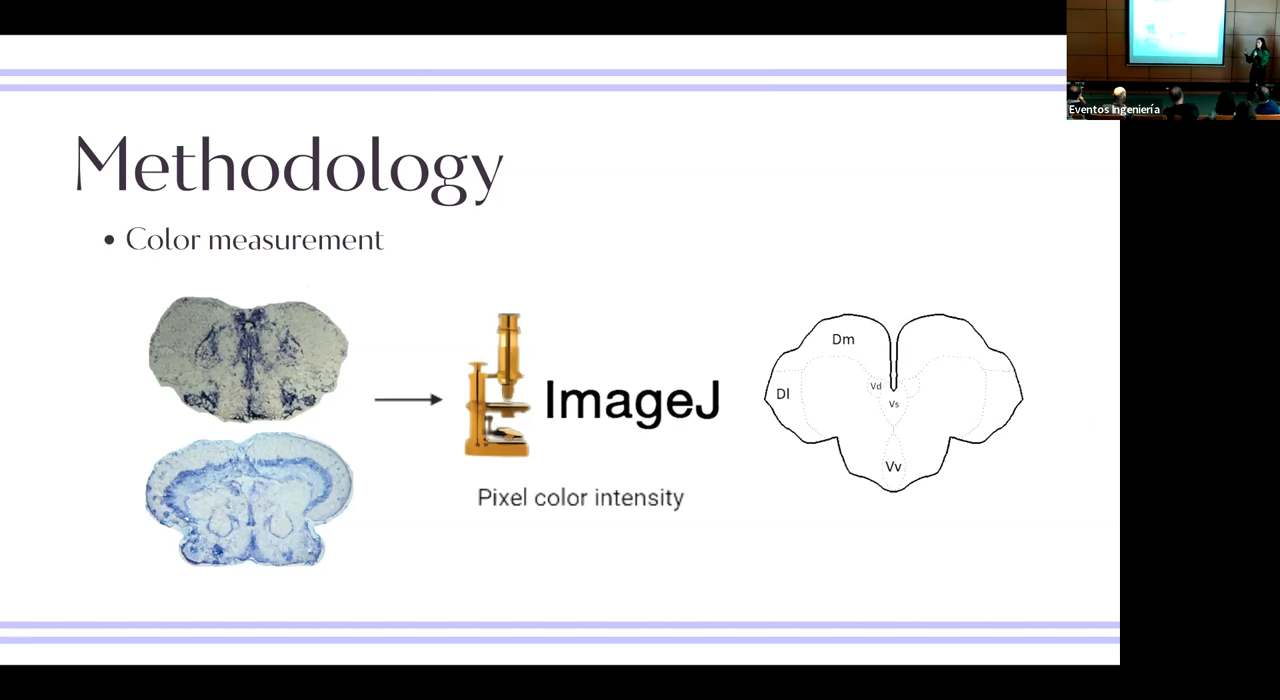 Eventos Ingeniería
Methodology
• Color measurement
ImageJ
Pixel color intensity
Dm
Dl
Vd
Vs
Vv